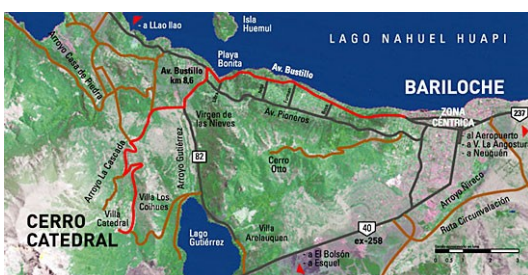 - a LLao llao
Isla
Huemul
LAGO NAHUEL HUAPI
Arroyo Casa de Piedra
Playa
Bonita
Av. Bustillo
km 8,6
Av. Bustillo
BARILOCHE
ZONA
CÉNTRICA
237
- al Aeropuerto
- a V. La Angostura
- a Neuquén
Av. Pioneros
Virgen de
las Nieves
Arroyo La Cascada
Arroyo Gutiérrez
82
Cerro
Otto
Arroyo Ñireco
Ruta Circunvalación
Villa Los
Coihues
Villa
Catedral
CERRO
CATEDRAL
Lago
Gutiérrez
Villa
Arelauquen
40
ex-258
- a El Bolsón
- a Esquel